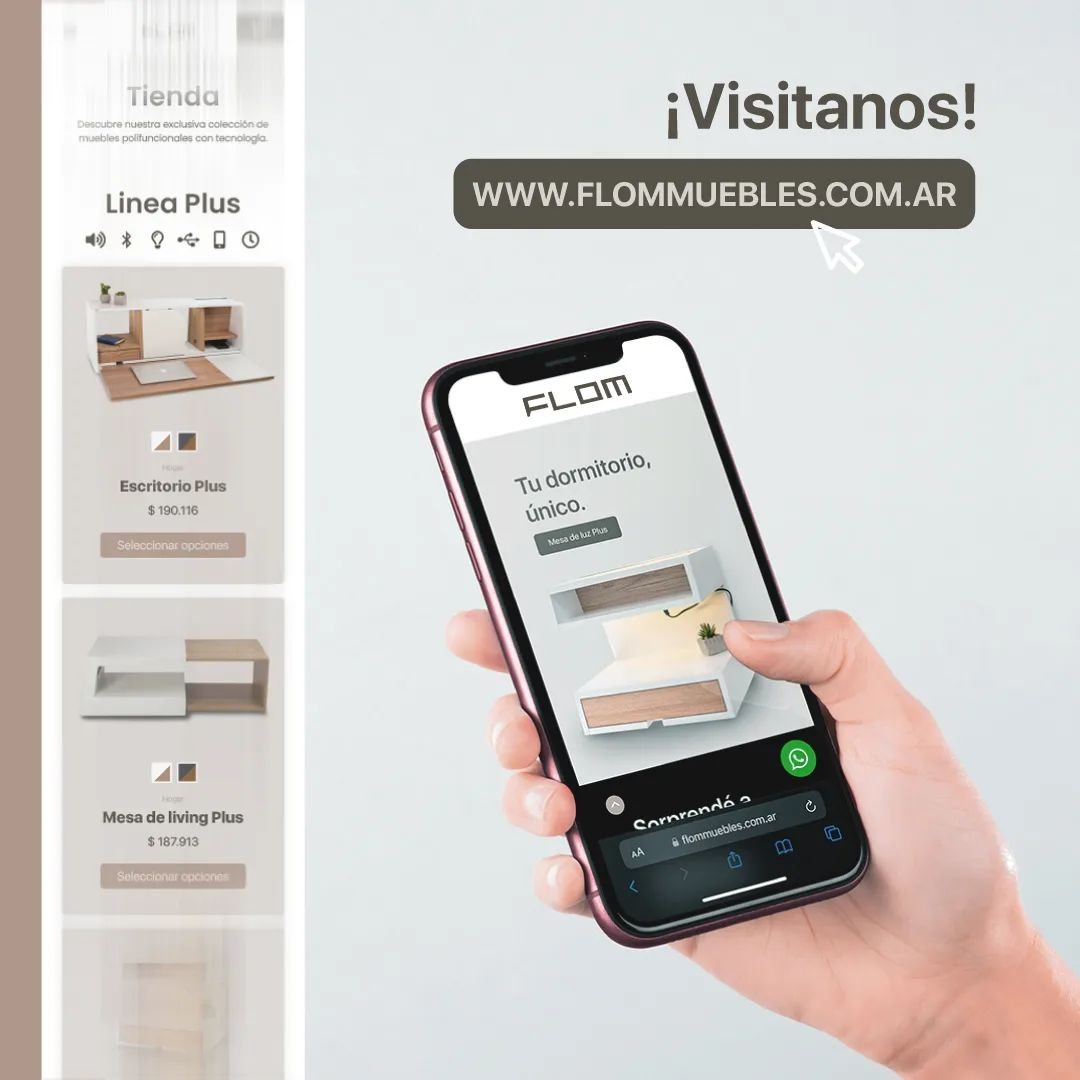 Tienda
Descubre nuestra exclusiva colección de
muebles polifuncionales con tecnología.
Linea Plus
Hogar
Escritorio Plus
$ 190.116
Seleccionar opciones
Hogar
Mesa de living Plus
$ 187.913
Seleccionar opciones
¡Visitanos!
WWW.FLOMMUEBLES.COM.AR
FLOM
Tu dormitorio,
único.
Mesa de luz Plus
Sorprendé a
AA flommuebles.com.ar